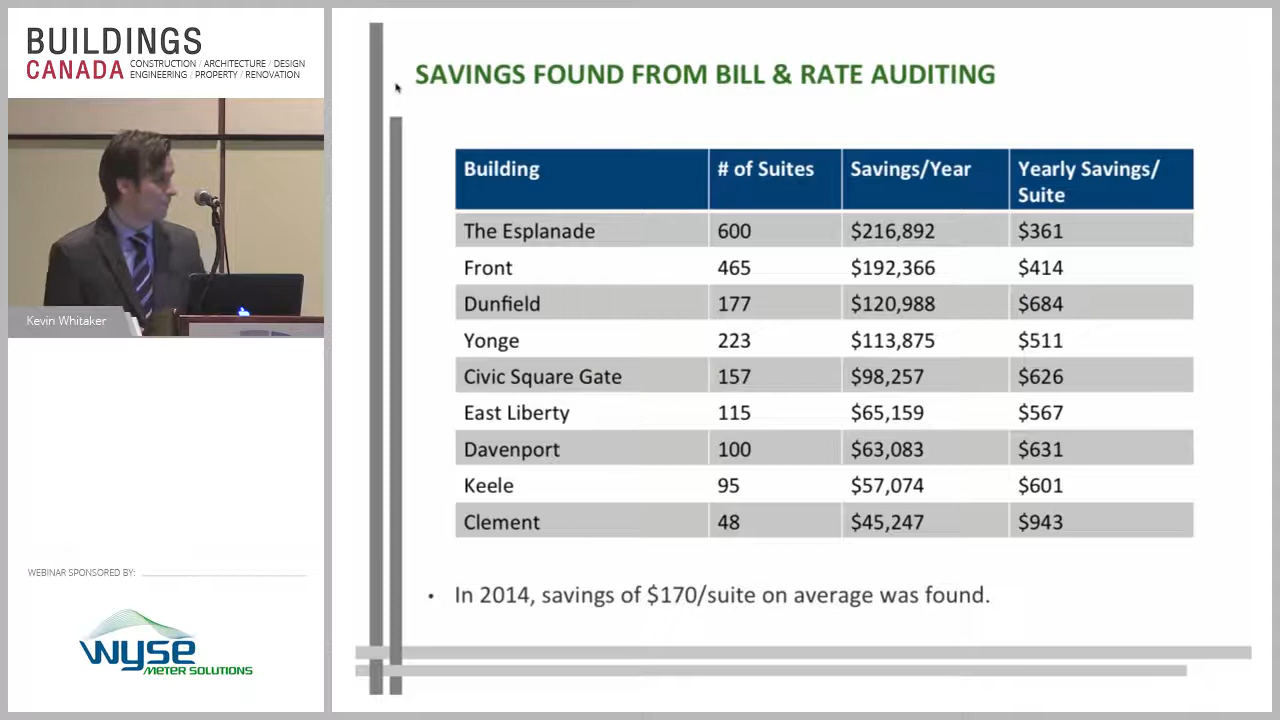 BUILDINGS
CANADA CONSTRUCTION / ARCHITECTURE / DESIGN
ENGINEERING / PROPERTY / RENOVATION
Kevin Whitaker
WEBINAR SPONSORED BY:
wyse
METER SOLUTIONS
SAVINGS FOUND FROM BILL & RATE AUDITING
Building # of Suites Savings/Year Yearly Savings/
Suite
The Esplanade 600 $216,892 $361
Front 465 $192,366 $414
Dunfield 177 $120,988 $684
Yonge 223 $113,875 $511
Civic Square Gate 157 $98,257 $626
East Liberty 115 $65,159 $567
Davenport 100 $63,083 $631
Keele 95 $57,074 $601
Clement 48 $45,247 $943
• In 2014, savings of $170/suite on average was found.